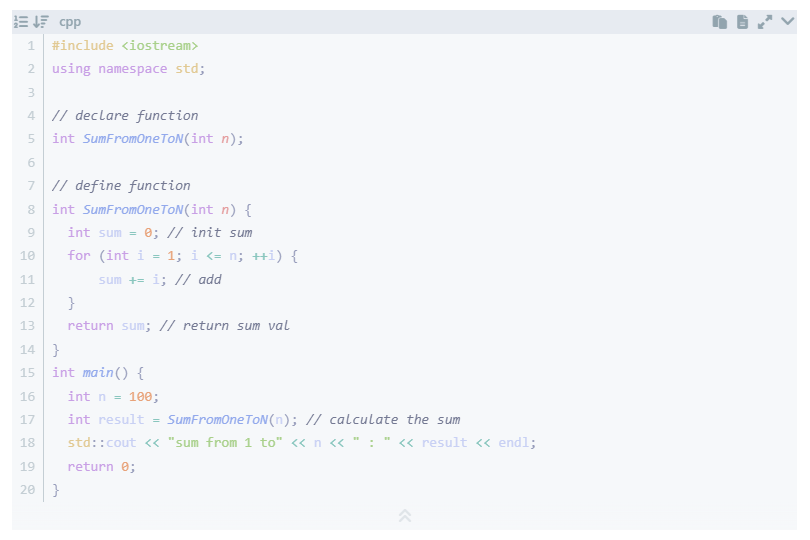 cpp
1 #include <iostream>
2 using namespace std;
3
4 // declare function
5 int SumFromOneToN(int n);
6
7 // define function
8 int SumFromOneToN(int n) {
9   int sum = 0; // init sum
10   for (int i = 1; i <= n; ++i) {
11       sum += i; // add
12   }
13   return sum; // return sum val
14 }
15 int main() {
16   int n = 100;
17   int result = SumFromOneToN(n); // calculate the sum
18   std::cout << "sum from 1 to" << n << " : " << result << endl;
19   return 0;
20 }